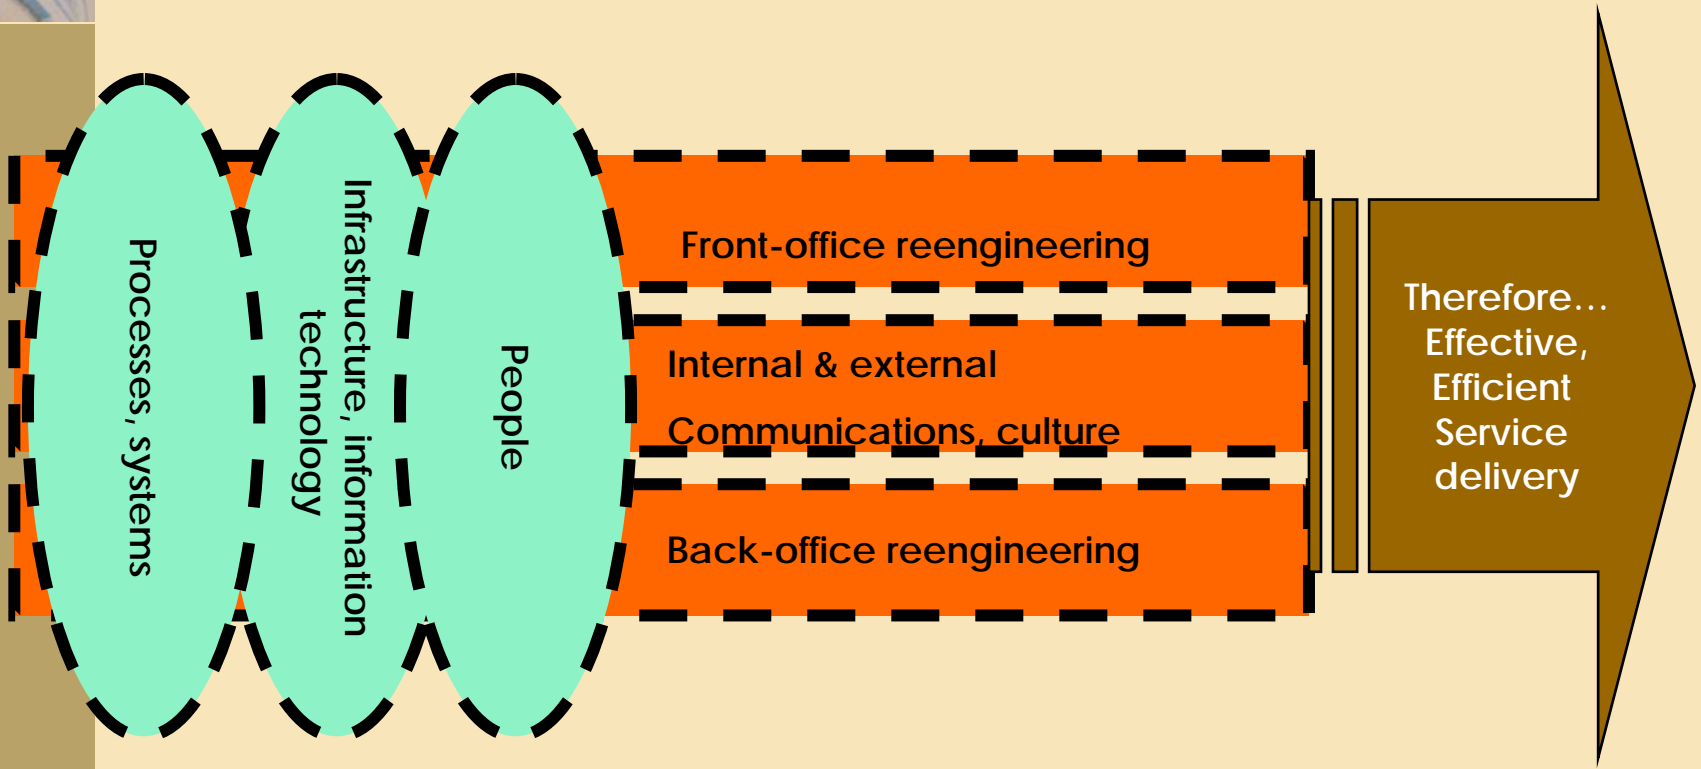 Processes, systems
Infrastructure, information
technology
People
Front-office reengineering
Internal & external
Communications, culture
Back-office reengineering
Therefore...
Effective,
Efficient
Service
delivery